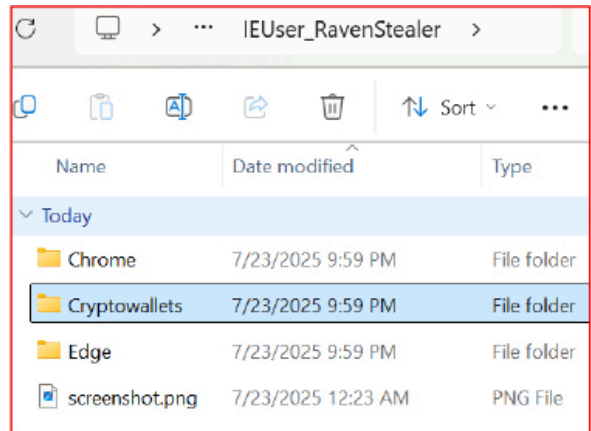 IEUser_RavenStealer
Sort
Name Date modified Type
Today
Chrome 7/23/2025 9:59 PM File folder
Cryptowallets 7/23/2025 9:59 PM File folder
Edge 7/23/2025 9:59 PM File folder
screenshot.png 7/23/2025 12:23 AM PNG File